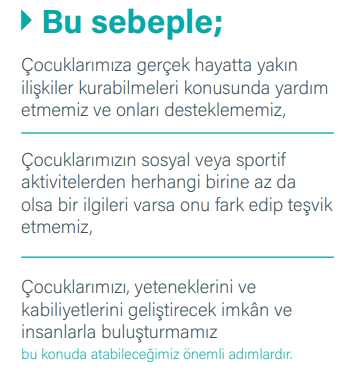 Bu sebeple;
Çocuklarımıza gerçek hayatta yakın
ilişkiler kurabilmeleri konusunda yardım
etmemiz ve onları desteklememiz,
Çocuklarımızın sosyal veya sportif
aktivitelerden herhangi birine az da
olsa bir ilgileri varsa onu fark edip teşvik
etmemiz,
Çocuklarımızı, yeteneklerini ve
kabiliyetlerini geliştirecek imkân ve
insanlarla buluşturmamız
bu konuda atabileceğimiz önemli adımlardır.